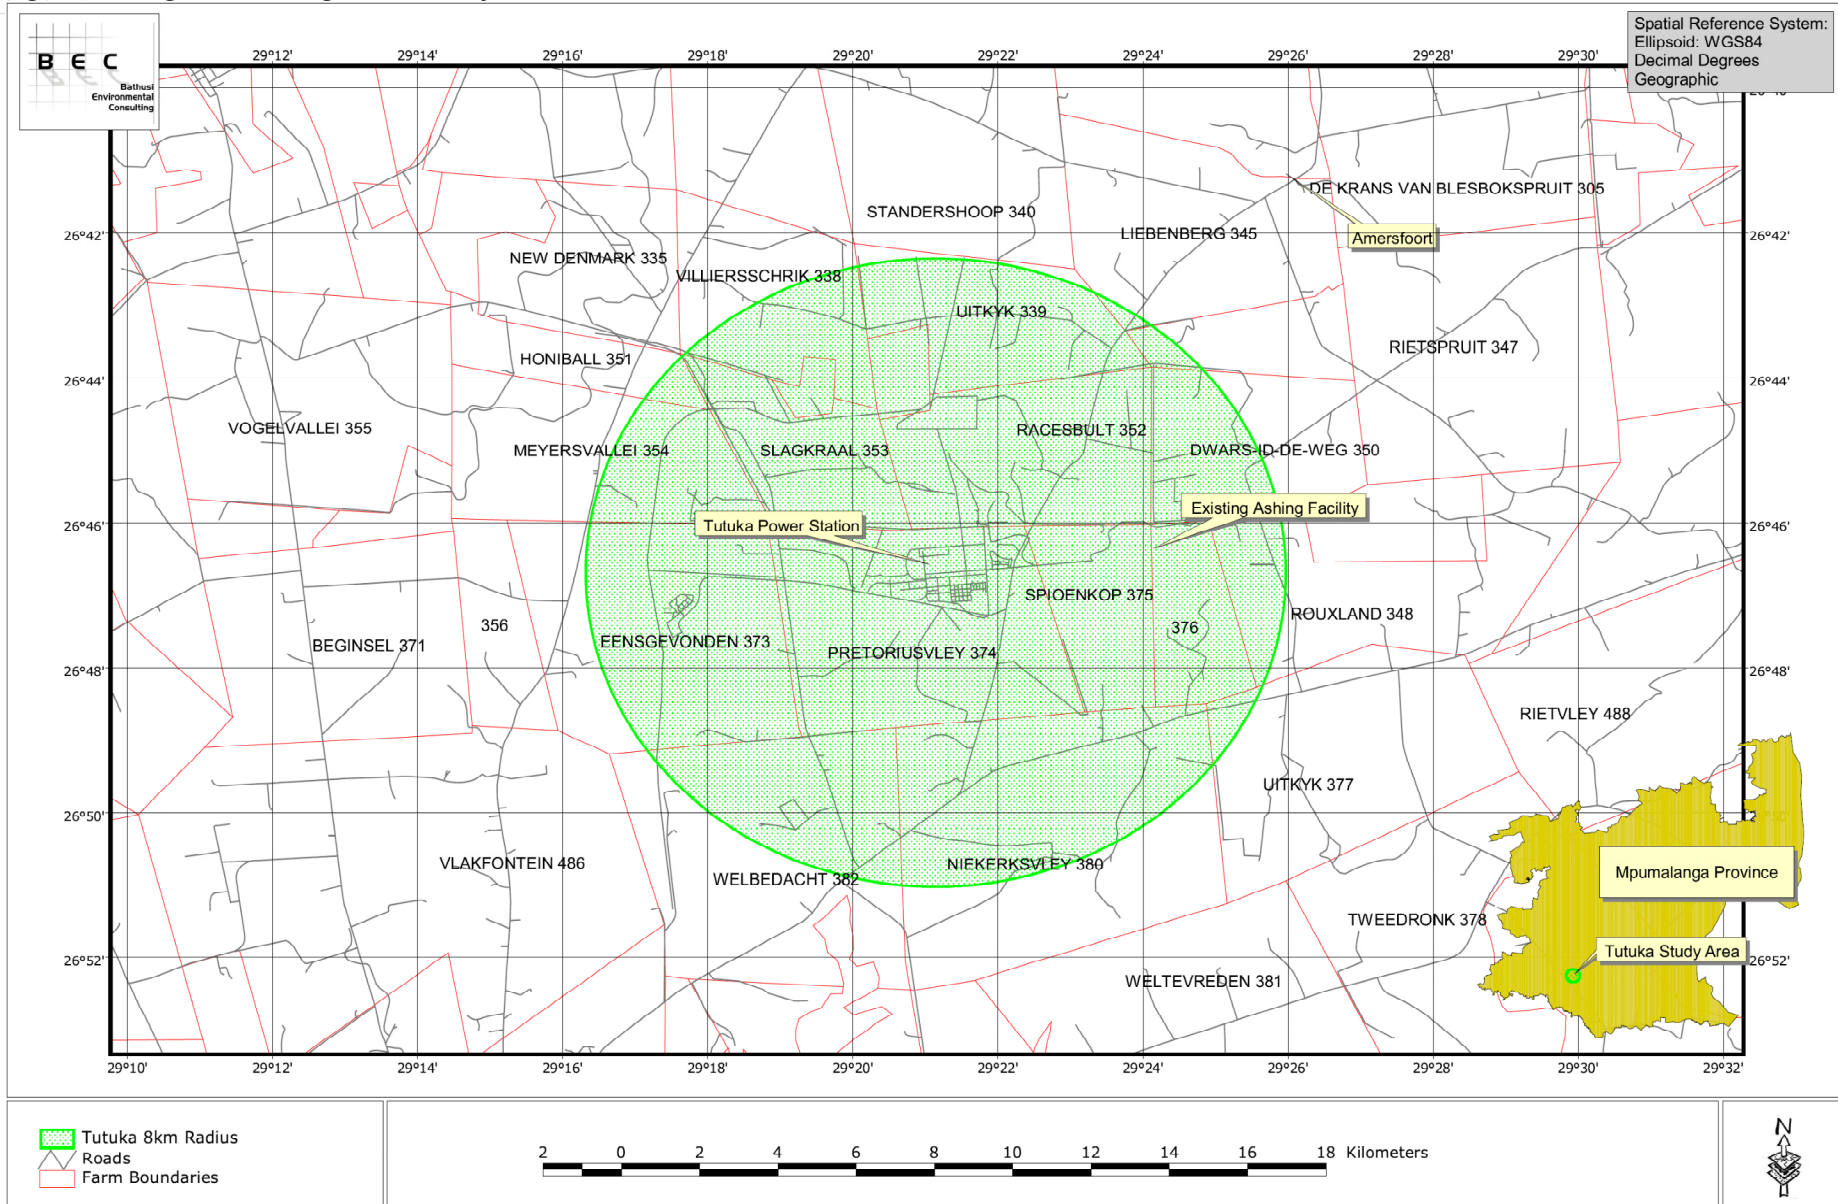 B E C
Bathusi
Environmental
Consulting
Spatial Reference System:
Ellipsoid: WGS84
Decimal Degrees
Geographic
29°12'
29°14'
29°16'
29°18'
29°20'
29°22'
29°24'
29°26'
29°28'
29°30'
DE KRANS VAN BLESBOKSPRUIT 305
STANDERSHOOP 340
26°42'
LIEBENBERG 345
Amersfoort
26°42'
NEW DENMARK 335
VILLIERSSCHRIK 338
UITKYK 339
HONIBALL 351
RIETSPRUIT 347
26°44'
26°44'
VOGELVALLEI 355
RACESBULT 352
MEYERSVALLEI 354
SLAGKRAAL 353
DWARS-ID-DE-WEG 350
Existing Ashing Facility
26°46'
Tutuka Power Station
26°46'
SPIOENKOP 375
ROUXLAND 348
356
376
BEGINSEL 371
EENSGEVONDEN 373
PRETORIUSVLEY 374
26°48'
26°48'
RIETVLEY 488
UITKYK 377
26°50'
VLAKFONTEIN 486
NIEKERKSVLEY 380
WELBEDACHT 382
Mpumalanga Province
TWEEDRONK 378
Tutuka Study Area
26°52'
26°52'
WELTEVREDEN 381
29°10'
29°12'
29°14'
29°16'
29°18'
29°20'
29°22'
29°24'
29°26'
29°28'
29°30'
29°32'
Tutuka 8km Radius
Roads
Farm Boundaries
2 0 2 4 6 8 10 12 14 16 18 Kilometers
N